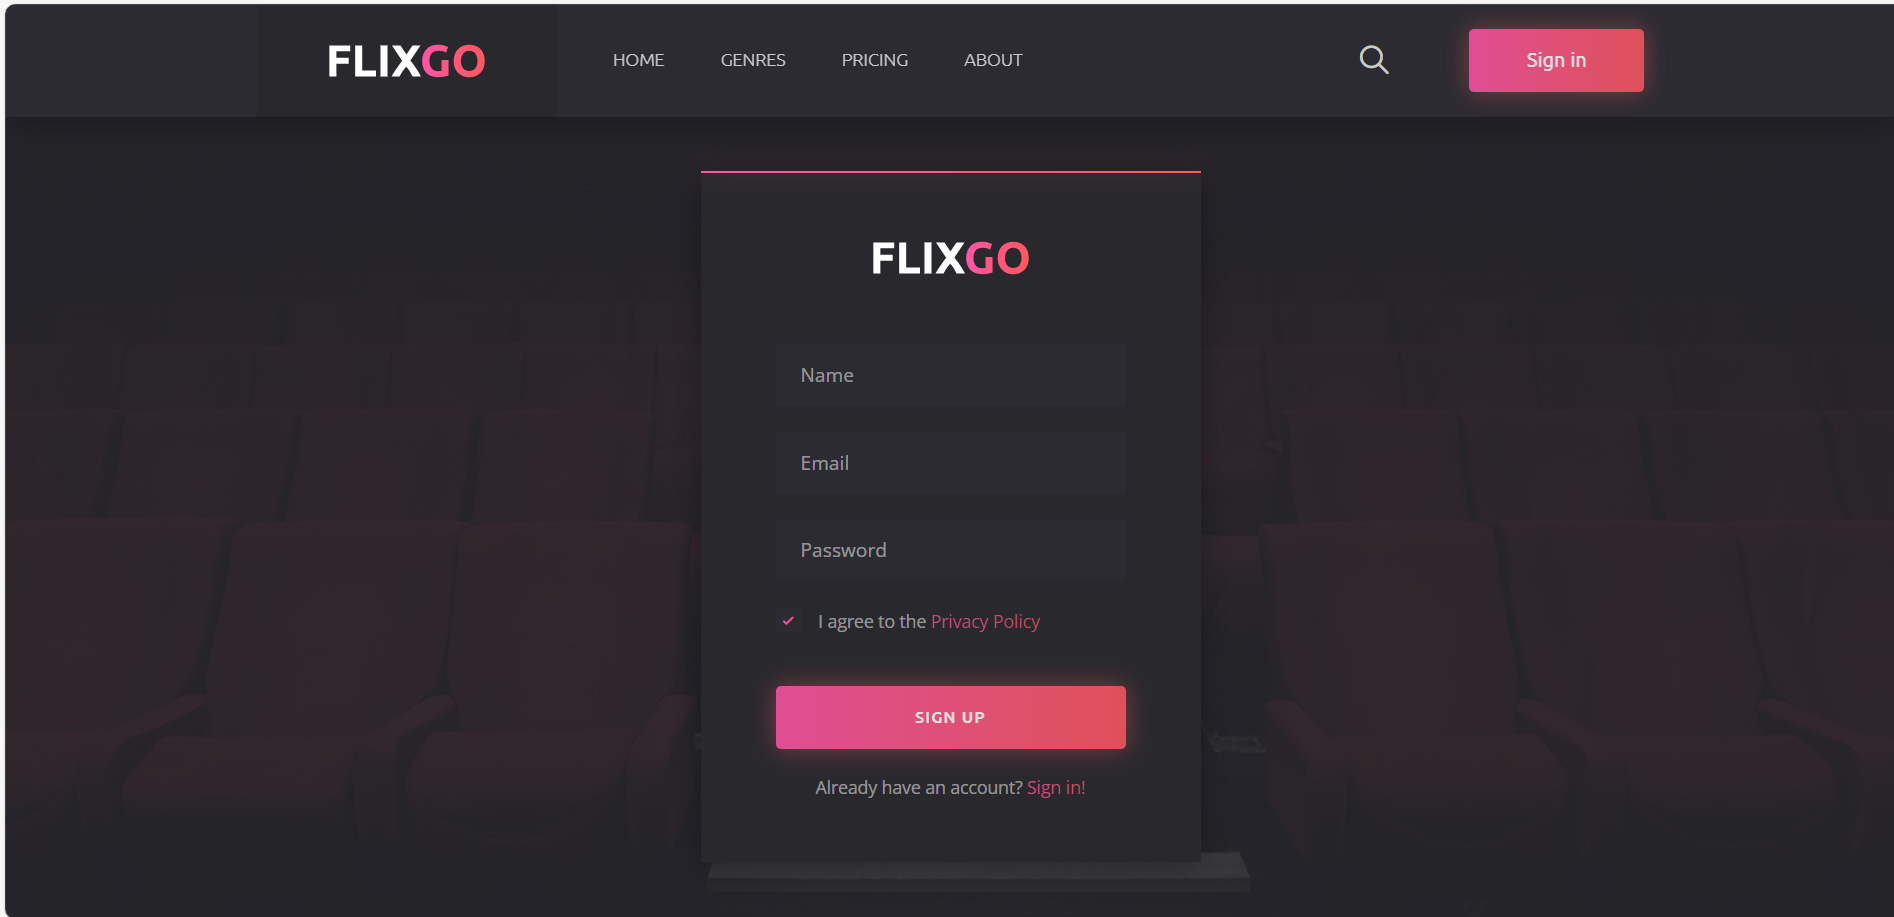 FLIXGO
HOME GENRES PRICING ABOUT
Sign in
FLIXGO
Name
Email
Password
I agree to the Privacy Policy
SIGN UP
Already have an account? Sign in!